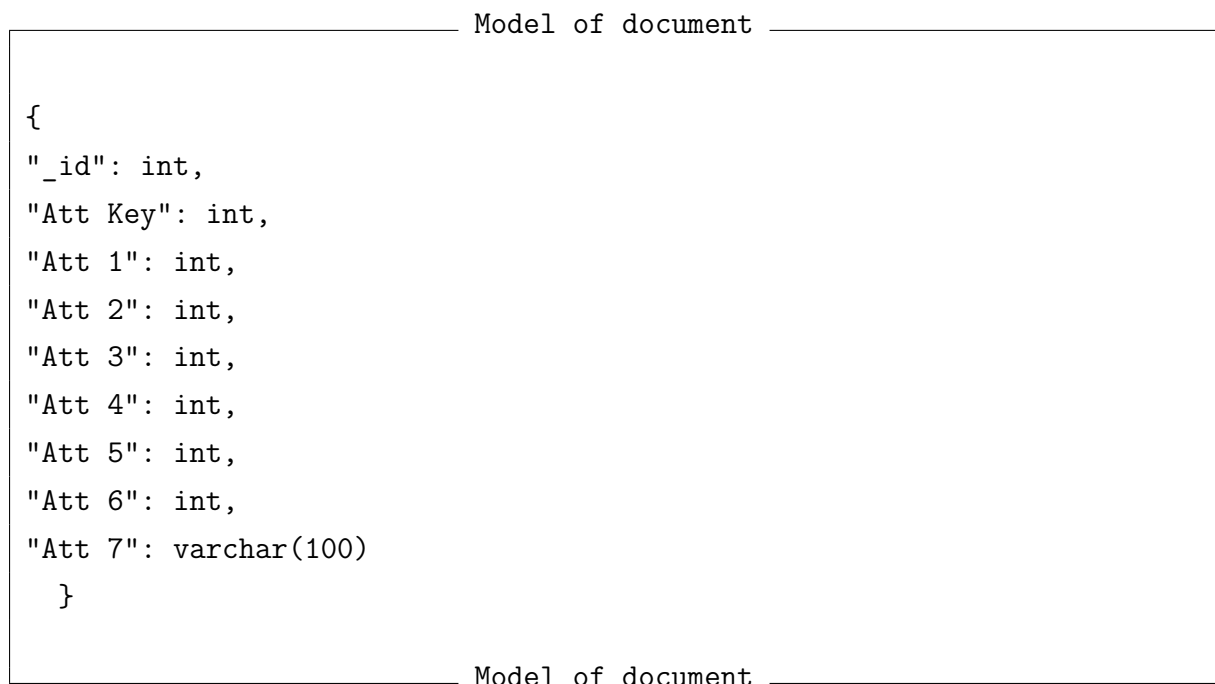 Model of document
{
"_id": int,
"Att Key": int,
"Att 1": int,
"Att 2": int,
"Att 3": int,
"Att 4": int,
"Att 5": int,
"Att 6": int,
"Att 7": varchar(100)
}
Model of document